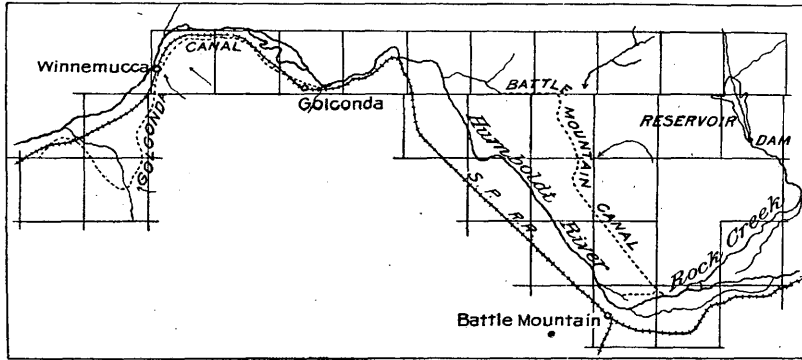 CANAL
Winnemucca
Golconda
GOLCONDA
BATTLE
MOUNTAIN
CANAL
RESERVOIR
DAM
Humboldt
River
S. P. R.R.
Rock Creek
Battle Mountain